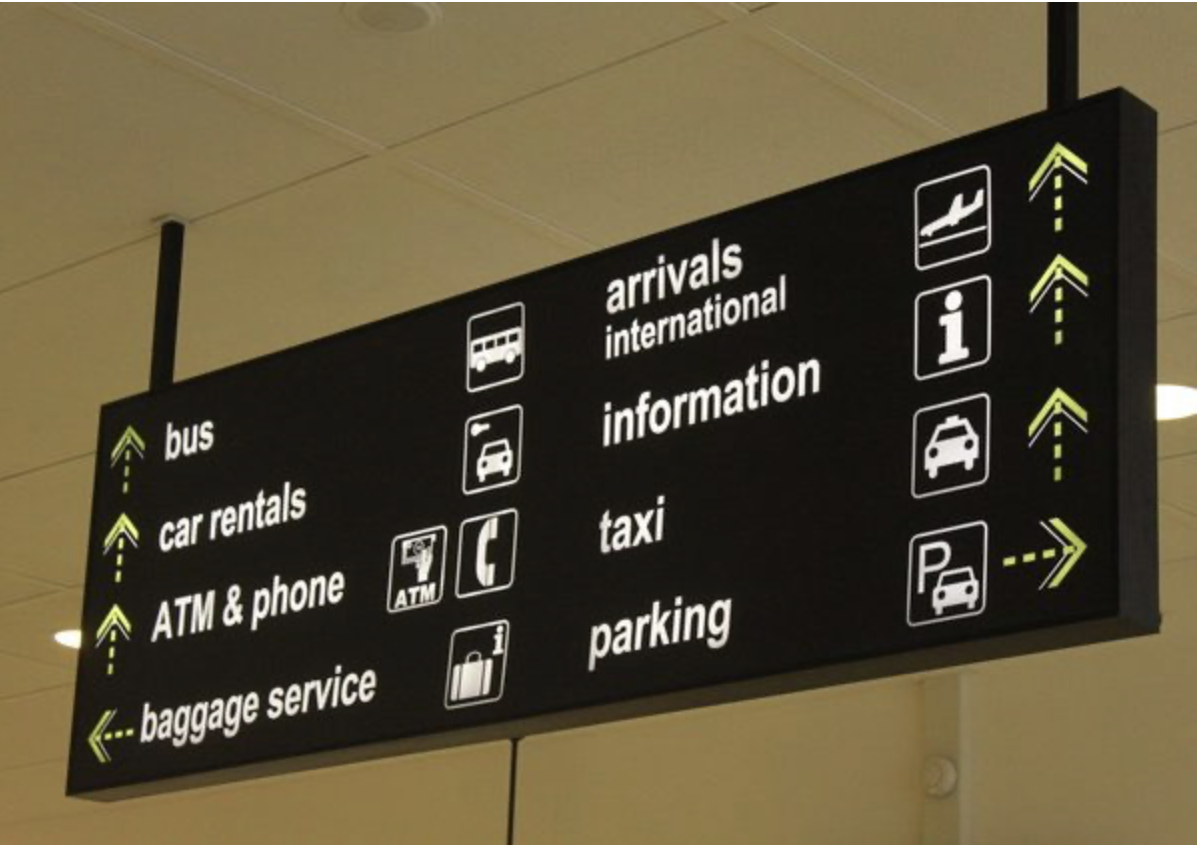 bus
car rentals
ATM & phone
ATM
i
baggage service
arrivals
international
i
information
taxi
P
parking